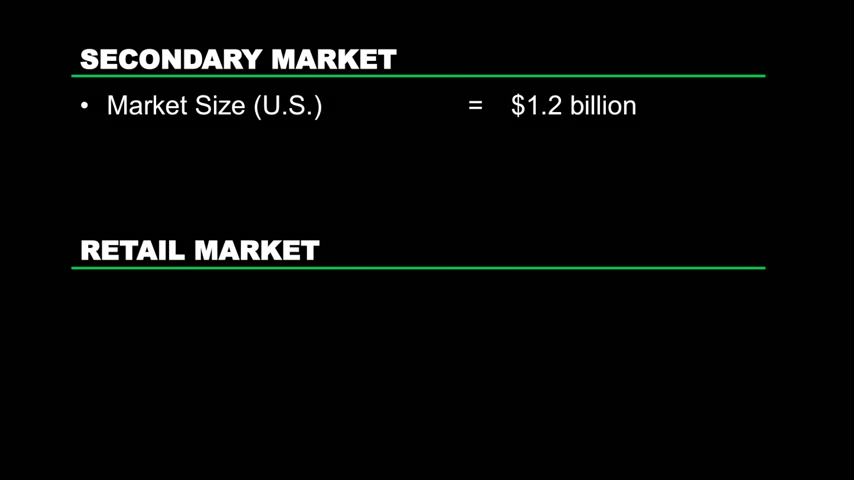 SECONDARY MARKET
• Market Size (U.S.) = $1.2 billion
RETAIL MARKET